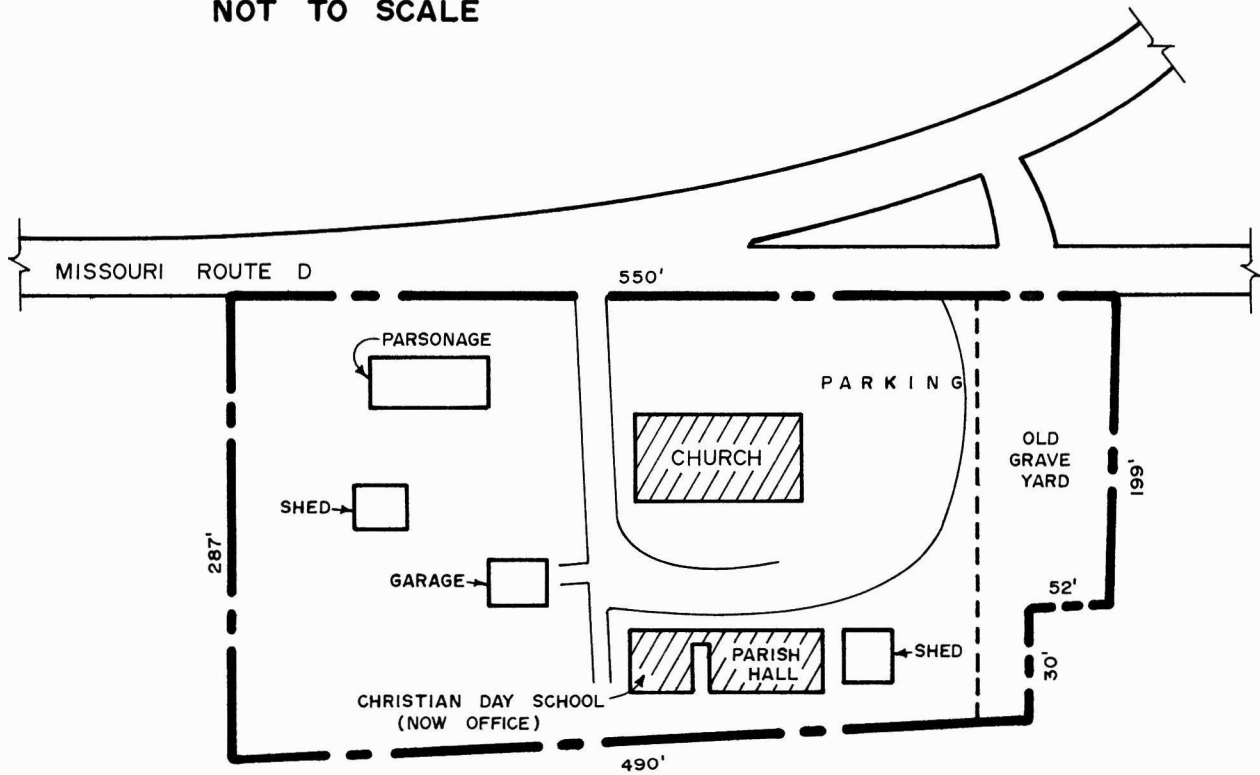 NOT TO SCALE
MISSOURI ROUTE D
550'
PARSONAGE
PARKING
CHURCH
OLD
GRAVE
YARD
199'
SHED
287'
GARAGE
52'
30'
PARISH
HALL
SHED
CHRISTIAN DAY SCHOOL
(NOW OFFICE)
490'